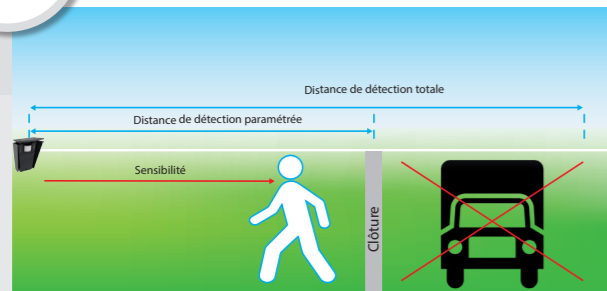 Distance de détection totale
Distance de détection paramétrée
Sensibilité
Clôture